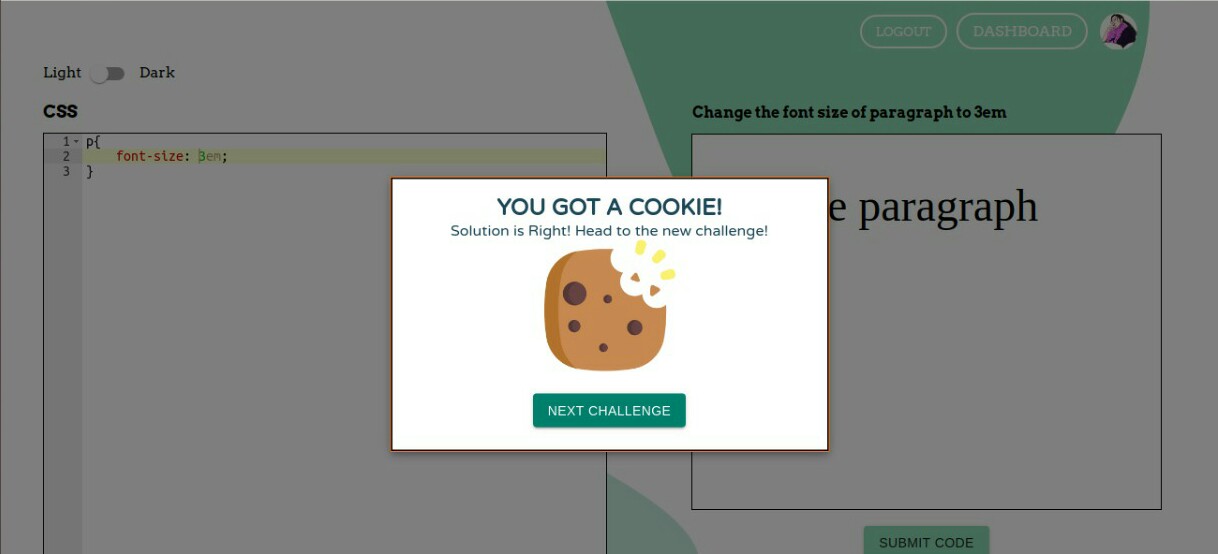 LOGOUT
DASHBOARD
Light
Dark
CSS
Change the font size of paragraph to 3em
1
p{
2
font-size: 3em;
3
}
paragraph
YOU GOT A COOKIE!
Solution is Right! Head to the new challenge!
NEXT CHALLENGE
SUBMIT CODE